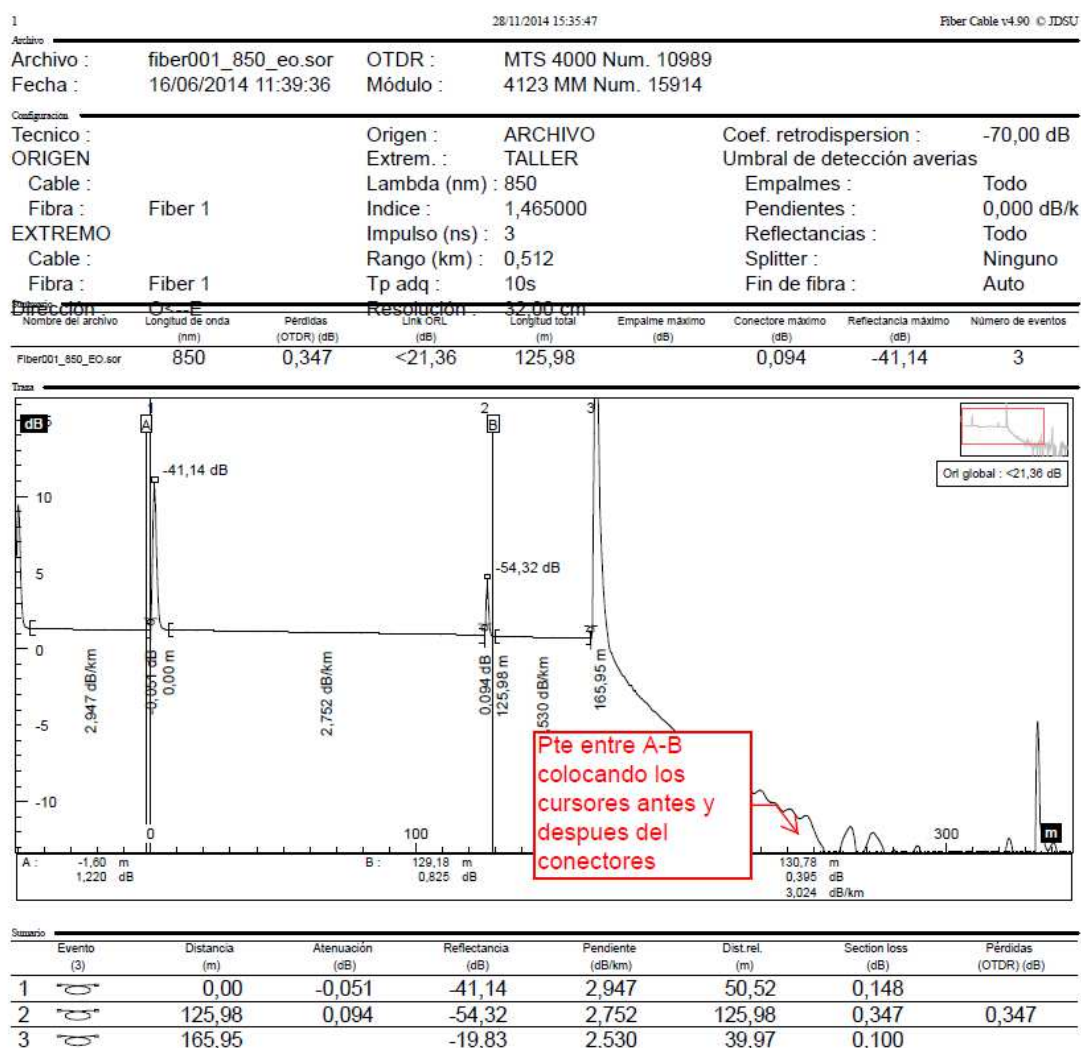 1 28/11/2014 15:35:47 Fiber Cable v4.90 © JDSU
Archivo
Archivo : fiber001_850_eo.sor OTDR : MTS 4000 Num. 10989
Fecha : 16/06/2014 11:39:36 Módulo : 4123 MM Num. 15914
Configuración
Tecnico : Origen : ARCHIVO Coef. retrodispersion : -70,00 dB
ORIGEN Extrem. : TALLER Umbral de detección averias
Cable : Lambda (nm) : 850 Empalmes : Todo
Fibra : Fiber 1 Indice : 1,465000 Pendientes : 0,000 dB/k
EXTREMO Impulso (ns) : 3 Reflectancias : Todo
Cable : Rango (km) : 0,512 Splitter : Ninguno
Fibra : Fiber 1 Tp adq : 10s Fin de fibra : Auto
Dirección : O<--E Resolución : 32,00 cm
Nombre del archivo Longitud de onda Pérdidas Link ORL Longitud total Empalme máximo Conectore máximo Reflectancia máximo Número de eventos
(nm) (OTDR) (dB) (dB) (m) (dB) (dB) (dB)
Fiber001_850_EO.sor 850 0,347 <21,36 125,98 0,094 -41,14 3
Traza
dB
1 2 3
A B
-41,14 dB
Orl global : <21,36 dB
10
5
-54,32 dB
0
2,947 dB/km
-0,051 dB
0,00 m
2,752 dB/km
0,094 dB
125,98 m
530 dB/km
165,95 m
-5
Pte entre A-B
colocando los
cursores antes y
despues del
conectores
-10
0 100 300 m
A : -1,60 m B : 129,18 m 130,78 m
1,220 dB 0,825 dB 0,395 dB
3,024 dB/km
Sumario
Evento Distancia Atenuación Reflectancia Pendiente Dist.rel. Section loss Pérdidas
(3) (m) (dB) (dB) (dB/km) (m) (dB) (OTDR) (dB)
1 0,00 -0,051 -41,14 2,947 50,52 0,148
2 125,98 0,094 -54,32 2,752 125,98 0,347 0,347
3 165,95 -19,83 2,530 39,97 0,100